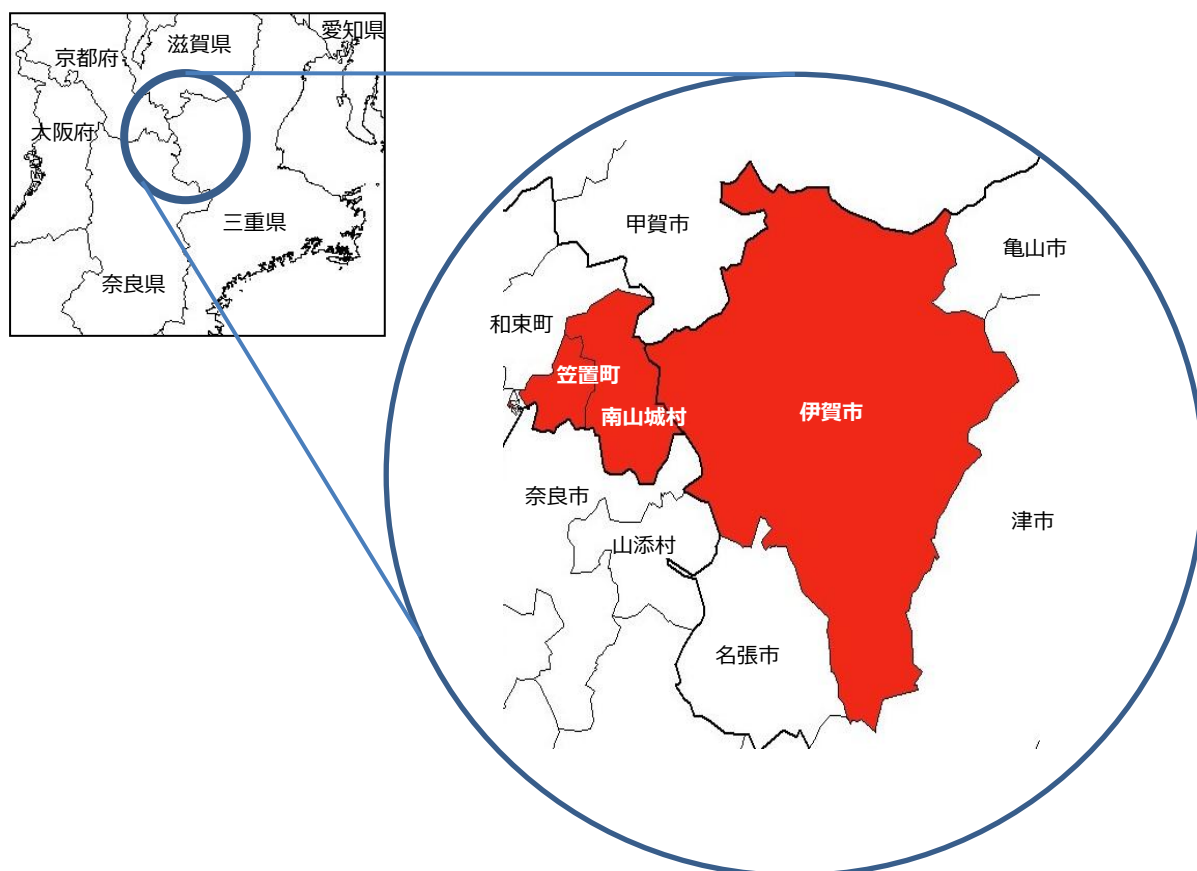 愛知県
滋賀県
京都府
大阪府
三重県
奈良県
甲賀市
亀山市
和束町
笠置町
南山城村
伊賀市
奈良市
津市
山添村
名張市